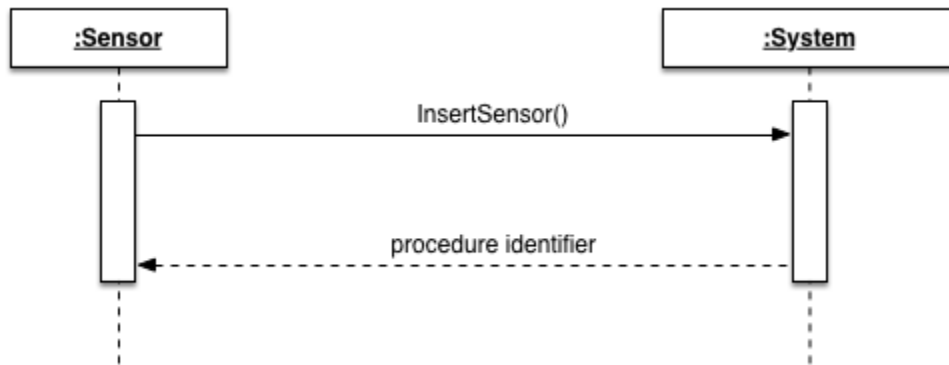 :Sensor
:System
InsertSensor()
procedure identifier